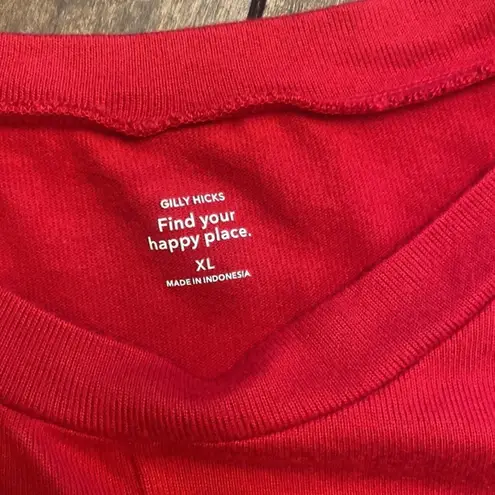 GILLY HICKS
Find your
happy place.
XL
MADE IN INDONESIA